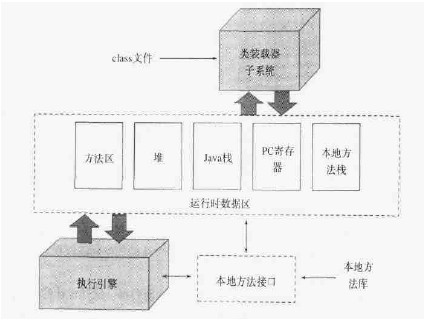 类装载器
子系统
class文件
方法区
堆
Java栈
PC寄存
器
本地方
法栈
运行时数据区
执行引擎
本地方法接口
本地方
法库